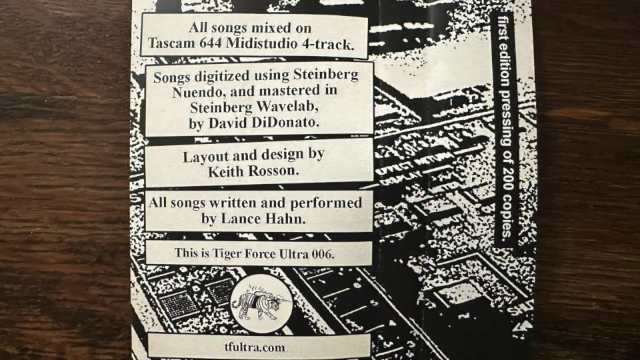 All songs mixed on
Tascam 644 Midistudio 4-track.
Songs digitized using Steinberg
Nuendo, and mastered in
Steinberg Wavelab,
by David DiDonato.
Layout and design by
Keith Rosson.
All songs written and performed
by Lance Hahn.
This is Tiger Force Ultra 006.
tfultra.com
first edition pressing of 200 copies